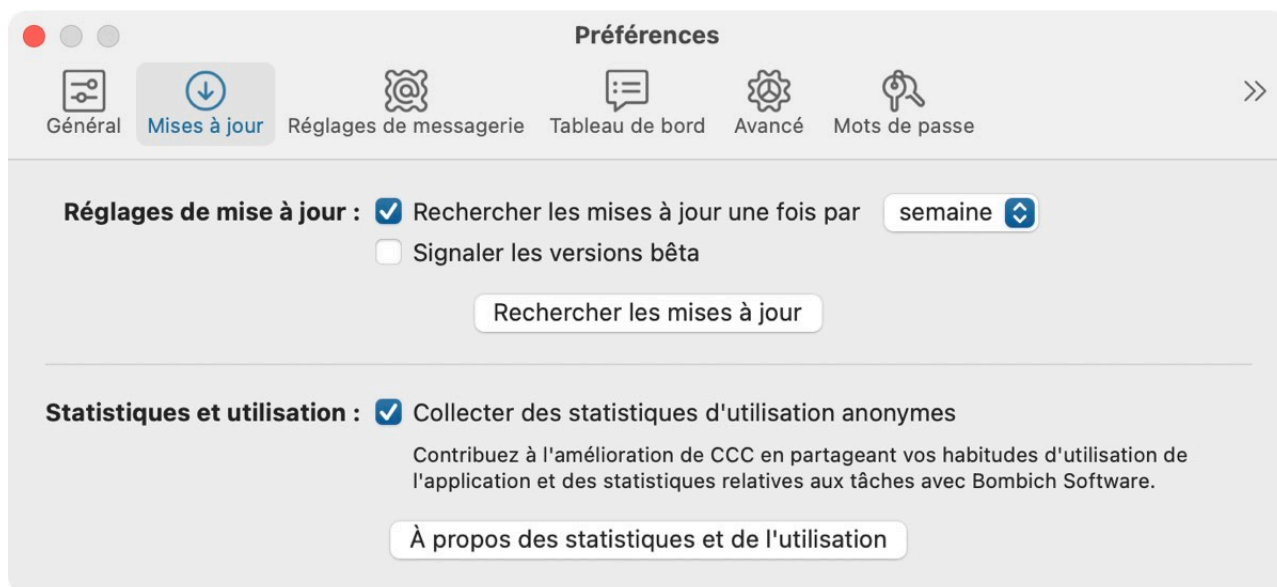 Préférences
Général Mises à jour Réglages de messagerie Tableau de bord Avancé Mots de passe
Réglages de mise à jour : Rechercher les mises à jour une fois par semaine
Signaler les versions bêta
Rechercher les mises à jour
Statistiques et utilisation : Collecter des statistiques d'utilisation anonymes
Contribuez à l'amélioration de CCC en partageant vos habitudes d'utilisation de
l'application et des statistiques relatives aux tâches avec Bombich Software.
À propos des statistiques et de l'utilisation